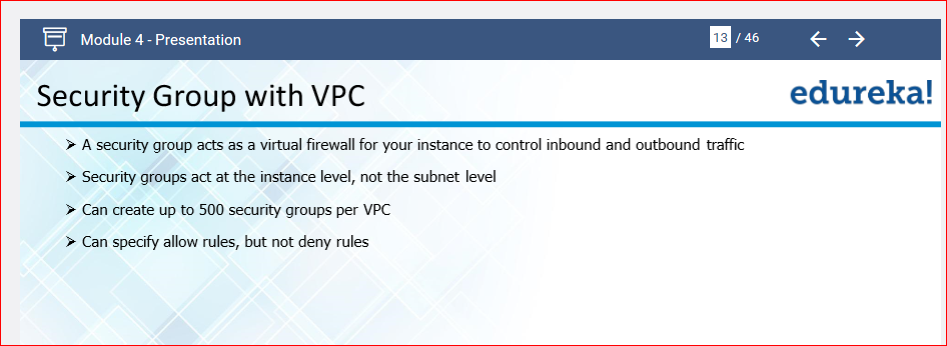 Module 4 - Presentation
13 / 46
Security Group with VPC
edureka!
➢ A security group acts as a virtual firewall for your instance to control inbound and outbound traffic
➢ Security groups act at the instance level, not the subnet level
➢ Can create up to 500 security groups per VPC
➢ Can specify allow rules, but not deny rules